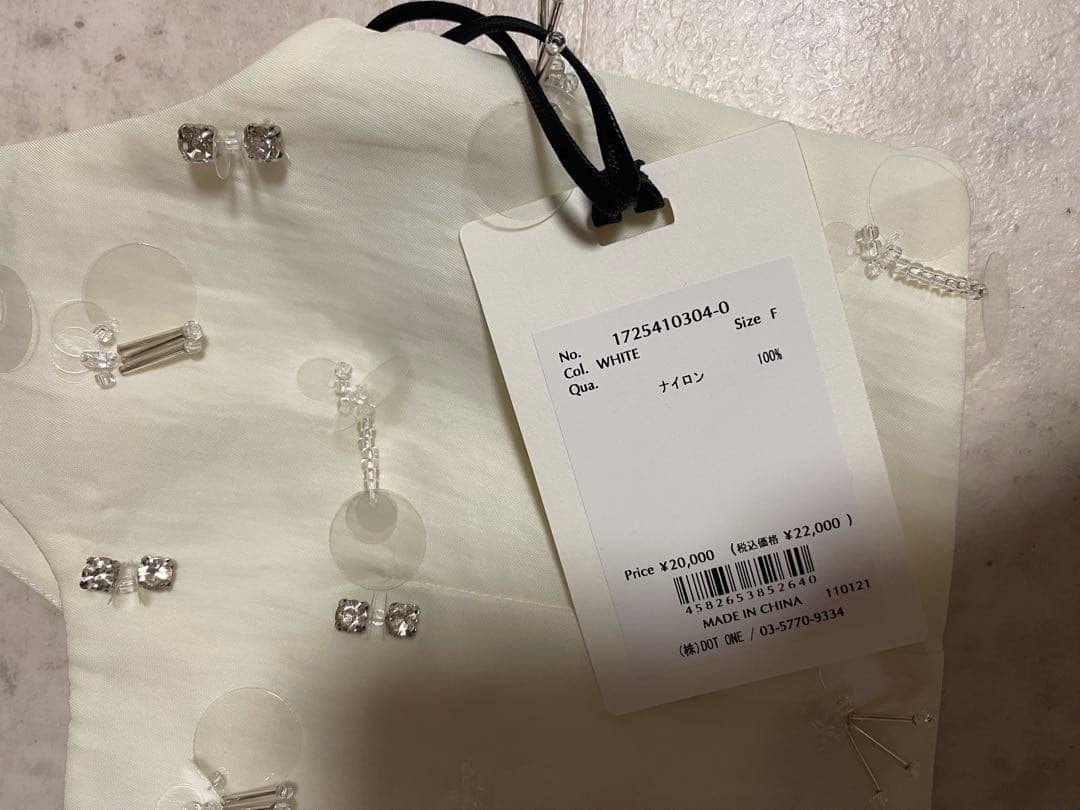 No. 1725410304-0
Col. WHITE Size F
Qua. ナイロン 100%
Price ¥20,000 (税込価格 ¥22,000 )
4582653852640
MADE IN CHINA 110121
(株)DOT ONE / 03-5770-9334